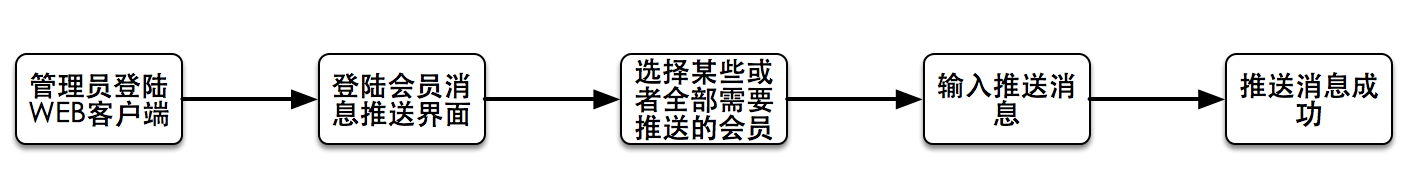 管理员登陆
WEB客户端
登陆会员消
息推送界面
选择某些或
者全部需要
推送的会员
输入推送消
息
推送消息成
功